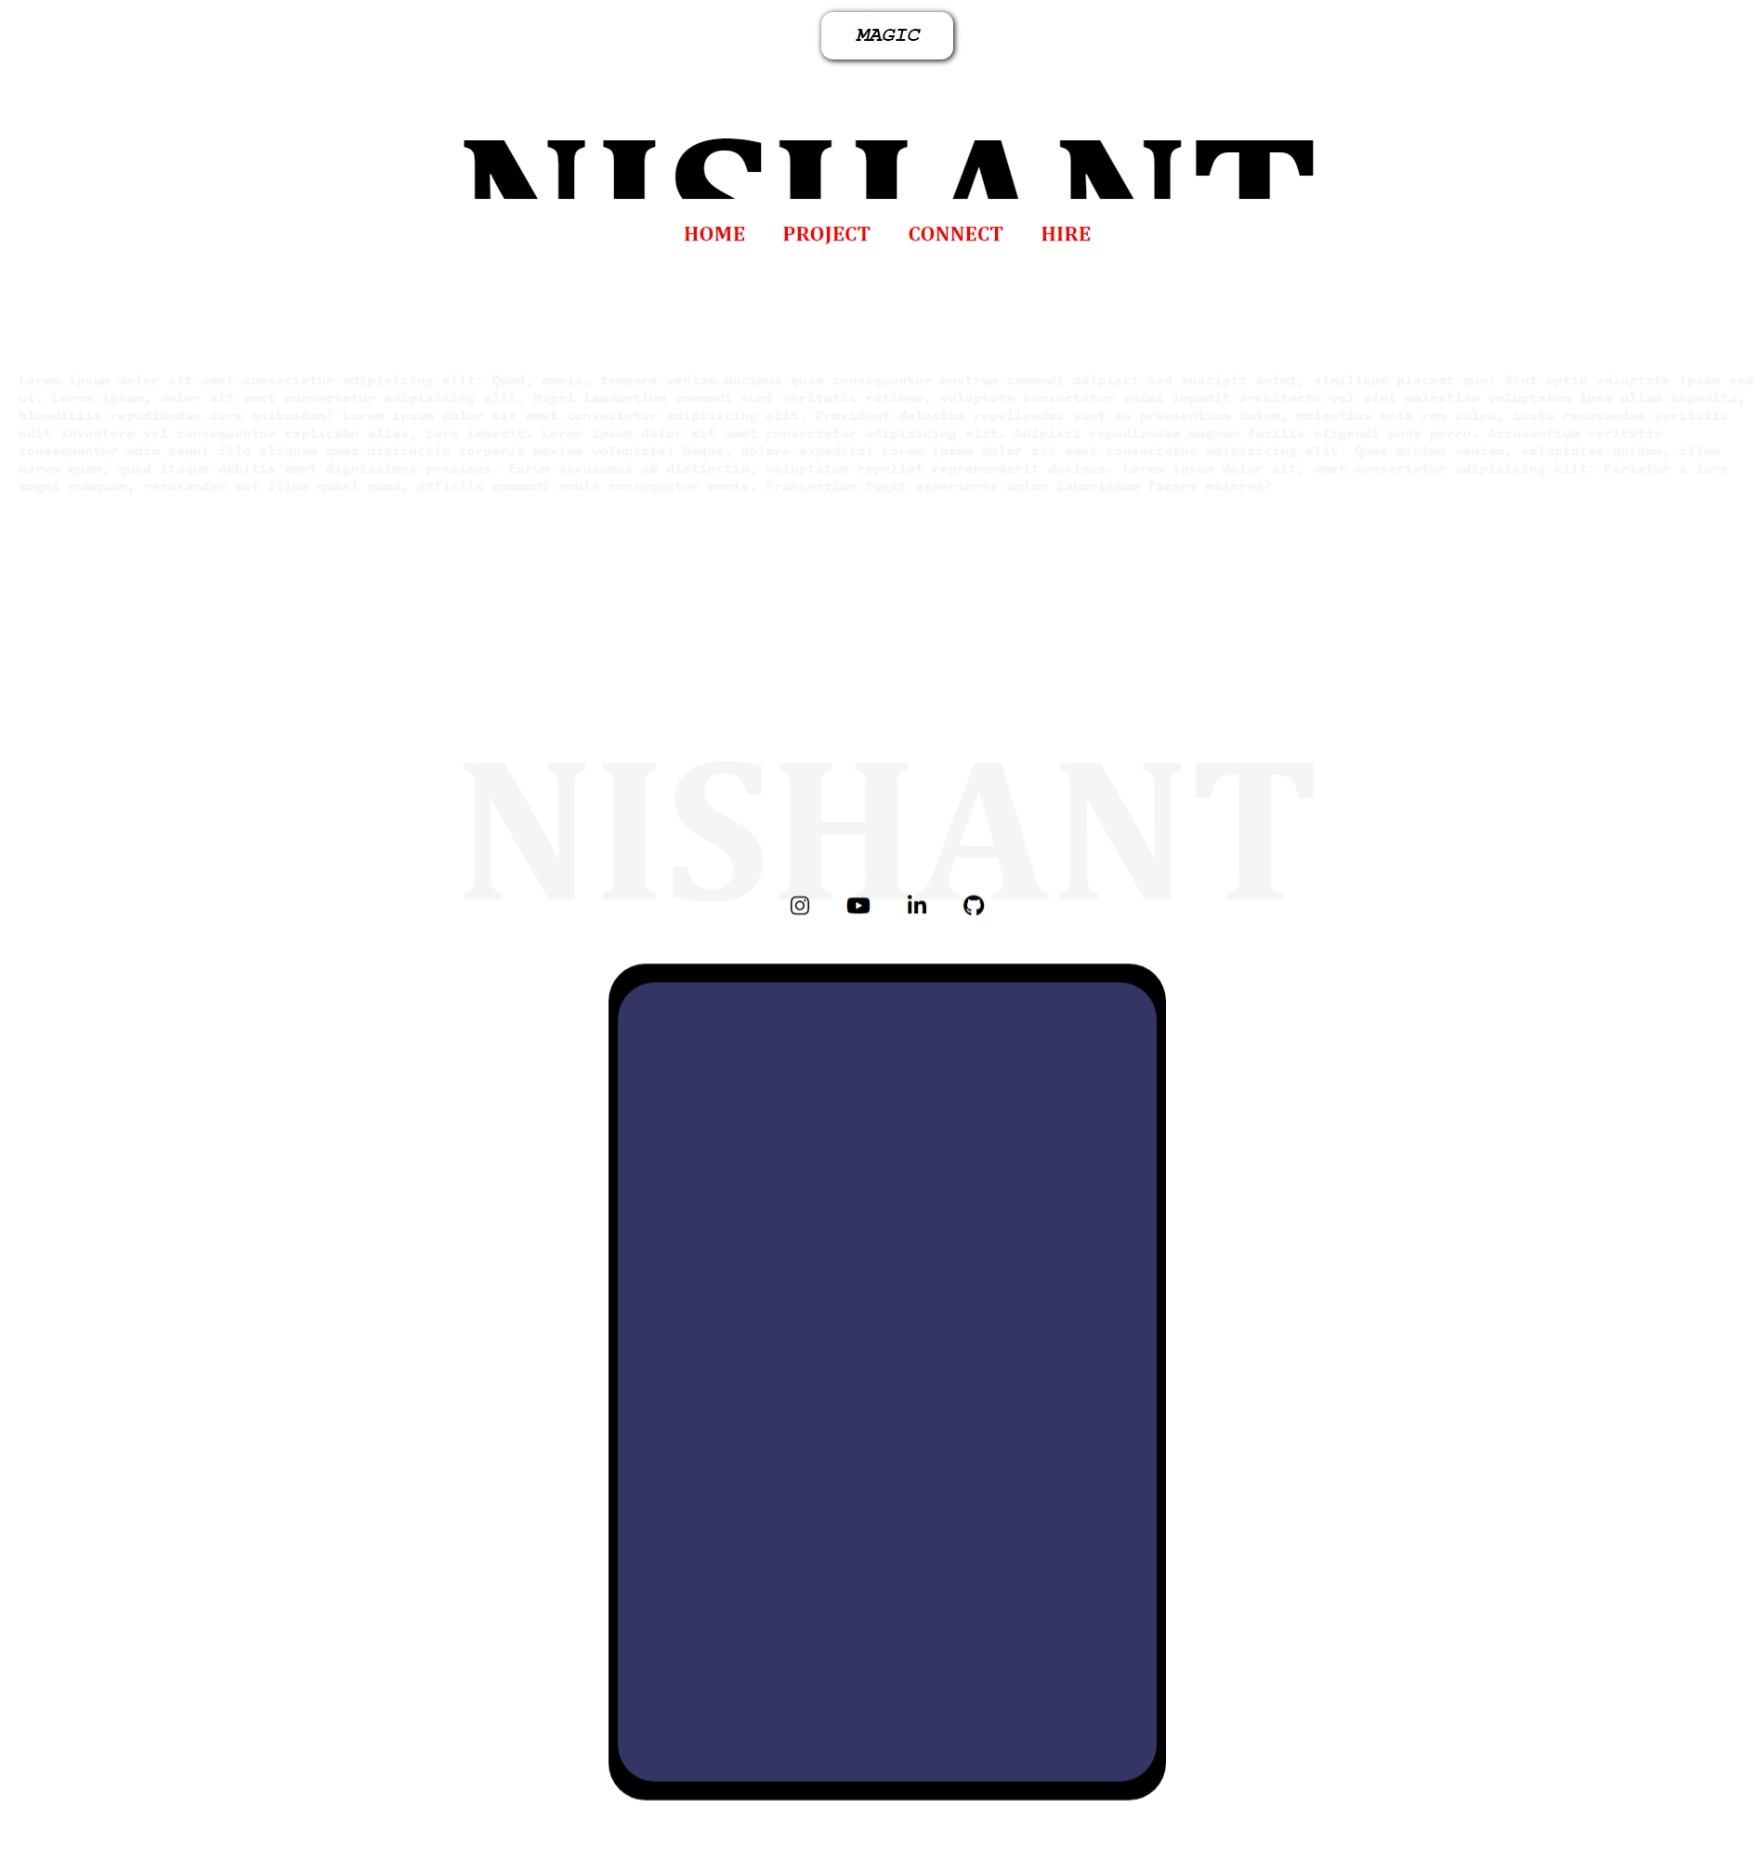 MAGIC
NISHANT
HOME PROJECT CONNECT HIRE
Lorem ipsum dolor sit amet consectetur adipisicing elit. Quod, omnis, tempore veniam ducimus quae consequuntur nostrum commodi adipisci sed suscipit animi, similique placeat quo! Sint optio voluptate ipsam sed
ut. Lorem ipsum, dolor sit amet consectetur adipisicing elit. Magni laudantium commodi sunt veritatis ratione, voluptate consectetur animi impedit architecto vel sint molestiae voluptatum ipsa ullam expedita,
blanditiis repudiandae iure quibusdam! Lorem ipsum dolor sit amet consectetur adipisicing elit. Provident delectus repellendus sunt ea praesentium autem, molestias enim rem culpa, iusto recusandae veritatis
odit inventore vel consequuntur explicabo alias, iure impedit. Lorem ipsum dolor sit amet consectetur adipisicing elit. Adipisci repudiandae magnam facilis eligendi unde porro. Accusantium veritatis
consequuntur odio sequi illo aliquam quos distinctio corporis maxime voluptate! Neque, dolore expedita! Lorem ipsum dolor sit amet consectetur adipisicing elit. Quos minima veniam, voluptates quidem, illum
earum quam, quod itaque debitis amet dignissimos possimus. Earum accusamus ab distinctio, voluptatum repellat reprehenderit ducimus. Lorem ipsum dolor sit, amet consectetur adipisicing elit. Pariatur a iure
magni numquam, recusandae aut illum quasi quod, officiis commodi nobis consequatur omnis. Praesentium fugit asperiores dolor laboriosam facere maiores?
NISHANT